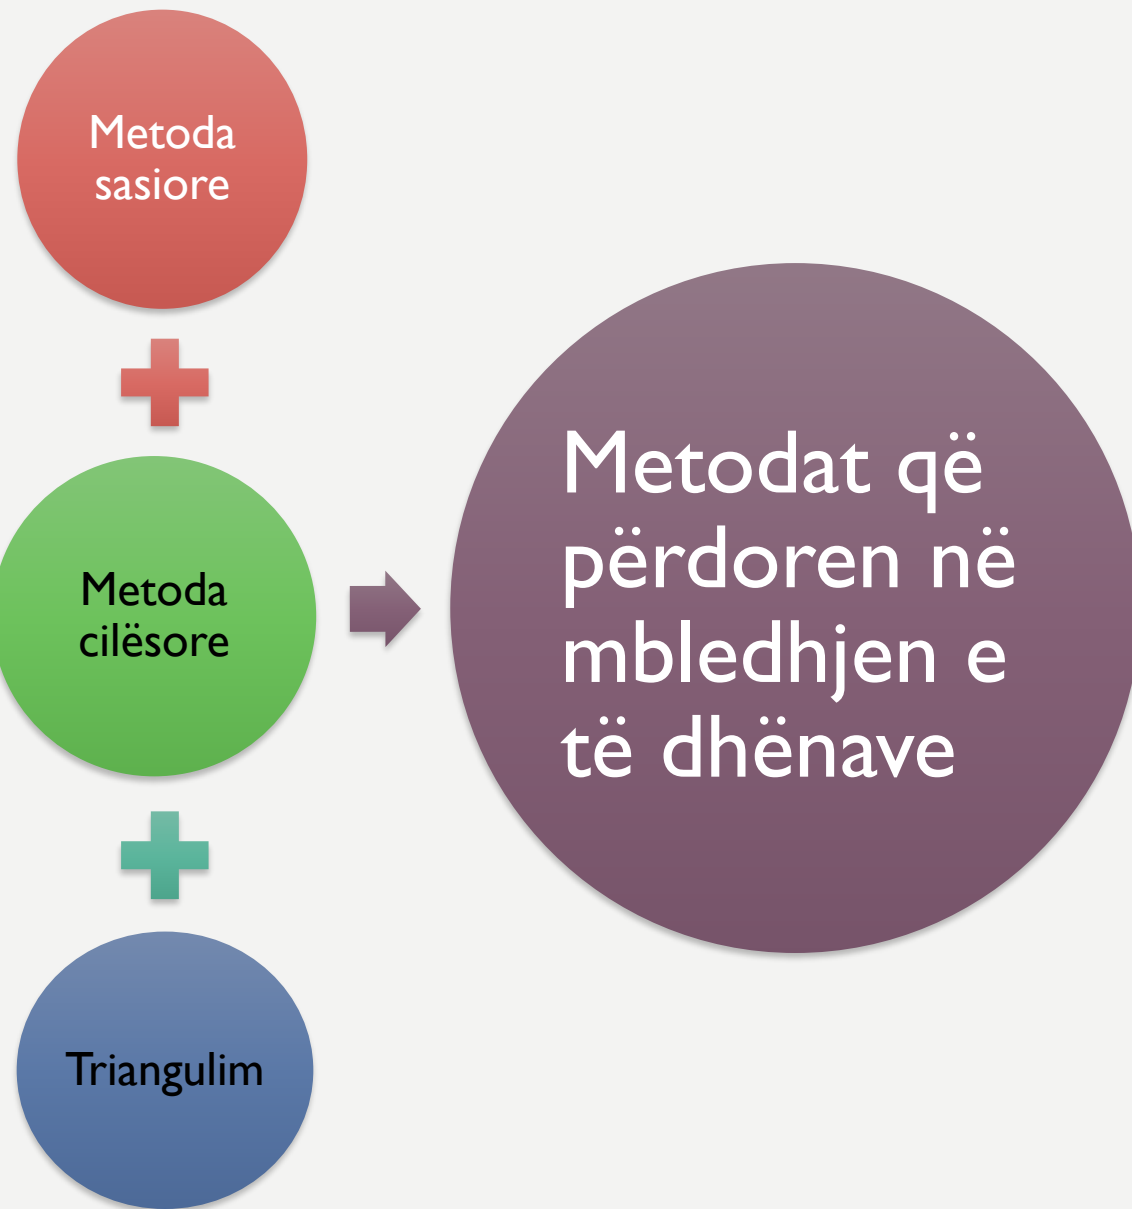 Metoda
sasiore
Metoda
cilësore
Triangulim
Metodat që
përdoren në
mbledhjen e
të dhënave